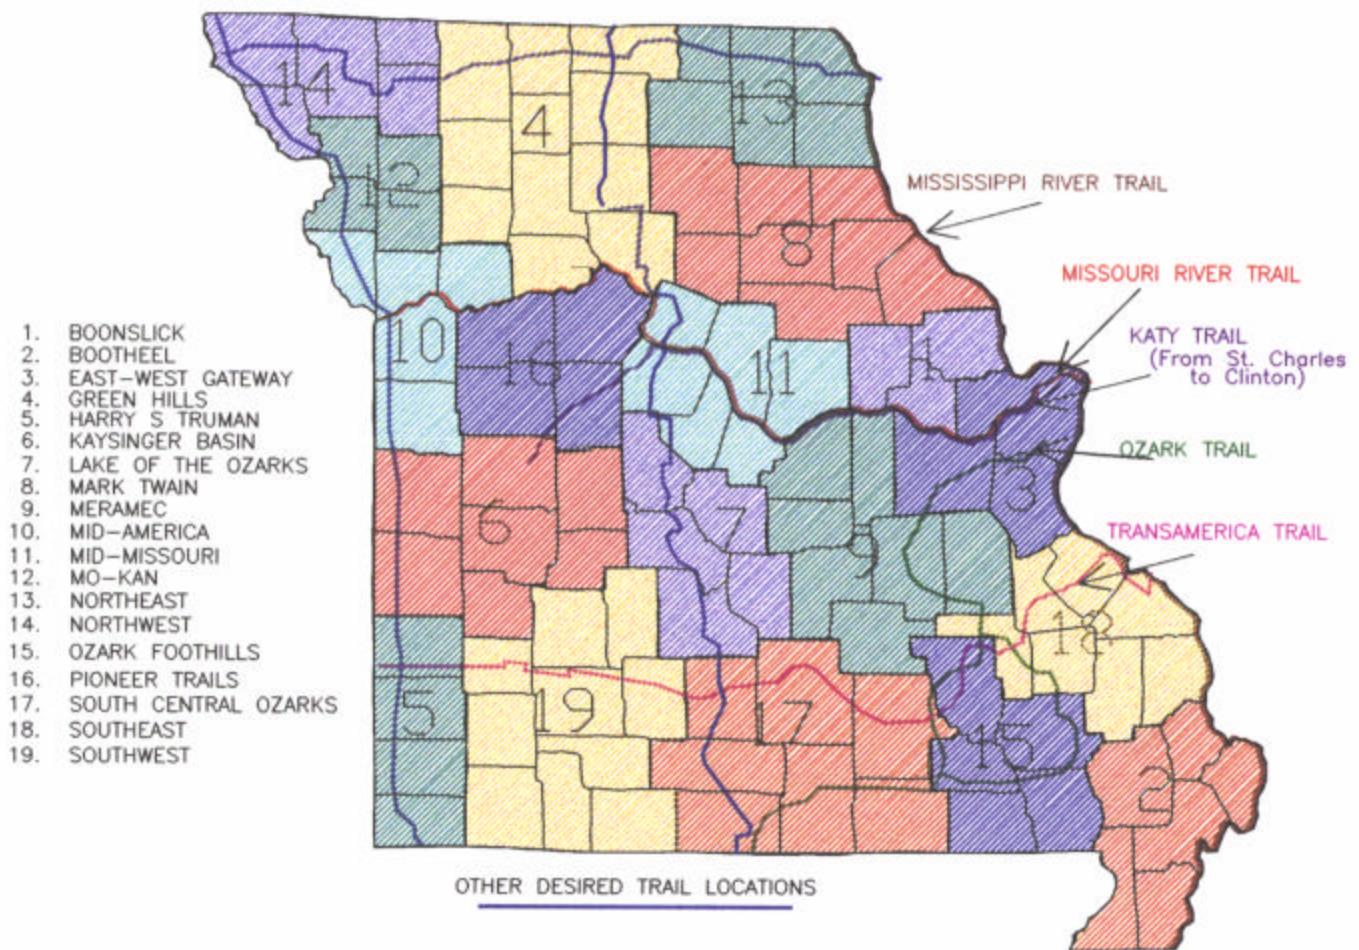 14
4
13
12
MISSISSIPPI RIVER TRAIL
8
MISSOURI RIVER TRAIL
1. BOONSLICK
2. BOOTHEEL
3. EAST-WEST GATEWAY
4. GREEN HILLS
5. HARRY S TRUMAN
6. KAYSINGER BASIN
7. LAKE OF THE OZARKS
8. MARK TWAIN
9. MERAMEC
10. MID-AMERICA
11. MID-MISSOURI
12. MO-KAN
13. NORTHEAST
14. NORTHWEST
15. OZARK FOOTHILLS
16. PIONEER TRAILS
17. SOUTH CENTRAL OZARKS
18. SOUTHEAST
19. SOUTHWEST
10
16
11
1
KATY TRAIL
(From St. Charles
to Clinton)
OZARK TRAIL
3
6
7
9
TRANSAMERICA TRAIL
18
5
19
17
15
2
OTHER DESIRED TRAIL LOCATIONS